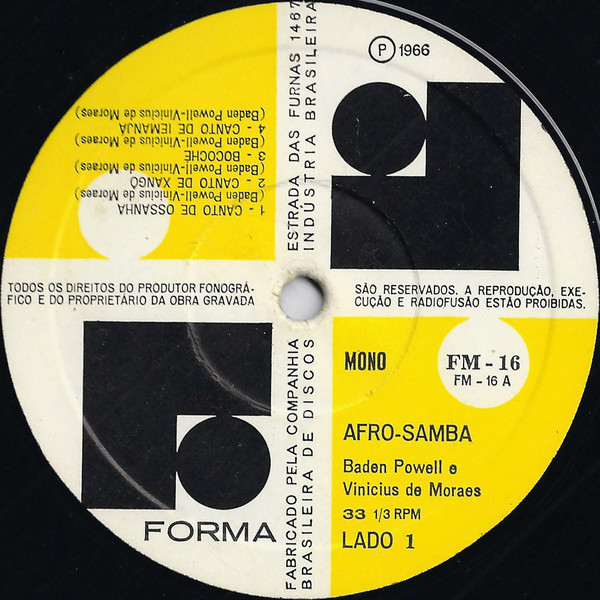 ℗ 1966
1 - CANTO DE OSSANHA
(Baden Powell-Vinicius de Moraes)
2 - CANTO DE XANGÔ
(Baden Powell-Vinicius de Moraes)
3 - BOCOCHÊ
(Baden Powell-Vinicius de Moraes)
4 - CANTO DE IEMANJÁ
(Baden Powell-Vinicius de Moraes)
ESTRADA DAS FURNAS 1467
INDÚSTRIA BRASILEIRA
TODOS OS DIREITOS DO PRODUTOR FONOGRÁ-
FICO E DO PROPRIETÁRIO DA OBRA GRAVADA
SÃO RESERVADOS. A REPRODUÇÃO, EXE-
CUÇÃO E RADIOFUSÃO ESTÃO PROIBIDAS.
FABRICADO PELA COMPANHIA
BRASILEIRA DE DISCOS
MONO
FM - 16
FM - 16 A
AFRO-SAMBA
Baden Powell e
Vinicius de Moraes
33 1/3 RPM
LADO 1
FORMA